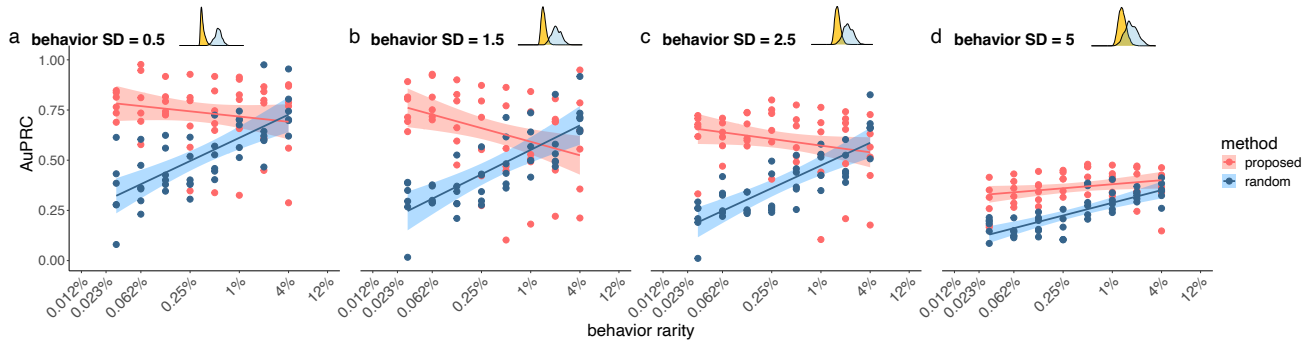 a behavior SD = 0.5
b behavior SD = 1.5
c behavior SD = 2.5
d behavior SD = 5
AuPRC
1.00
0.75
0.50
0.25
0.00
0.012% 0.023% 0.062% 0.25% 1% 4% 12%
0.012% 0.023% 0.062% 0.25% 1% 4% 12%
0.012% 0.023% 0.062% 0.25% 1% 4% 12%
0.012% 0.023% 0.062% 0.25% 1% 4% 12%
behavior rarity
method
proposed
random